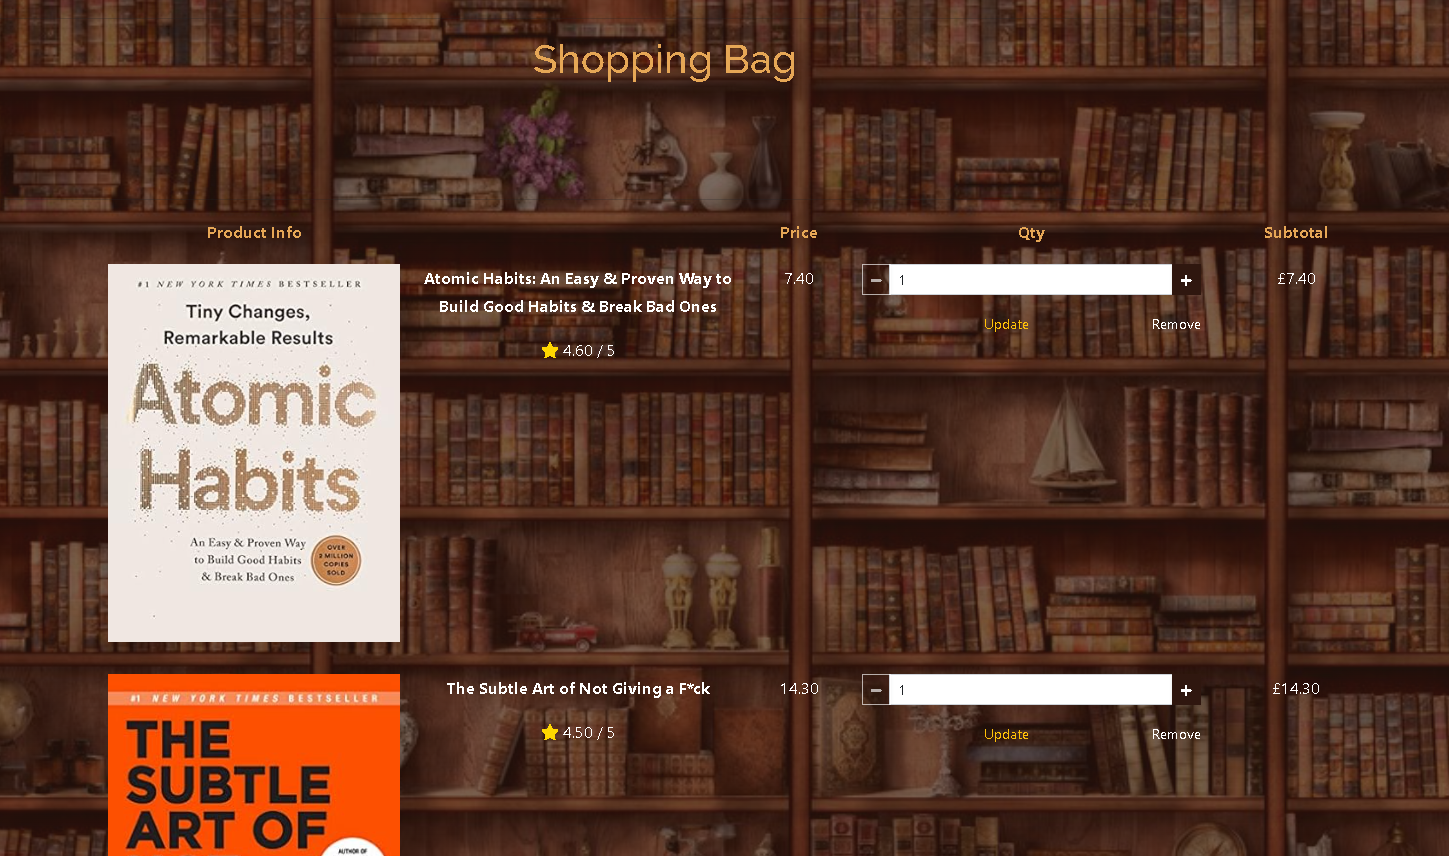 Shopping Bag
Product Info Price Qty Subtotal
#1 NEW YORK TIMES BESTSELLER
Tiny Changes,
Remarkable Results
Atomic
Habits
An Easy & Proven Way
to Build Good Habits
& Break Bad Ones
OVER
2 MILLION
COPIES
SOLD
Atomic Habits: An Easy & Proven Way to
Build Good Habits & Break Bad Ones
4.60 / 5
7.40
− 1 +
Update Remove
£7.40
#1 NEW YORK TIMES BESTSELLER
THE
SUBTLE
ART OF
AUTHOR OF
The Subtle Art of Not Giving a F*ck
4.50 / 5
14.30
− 1 +
Update Remove
£14.30